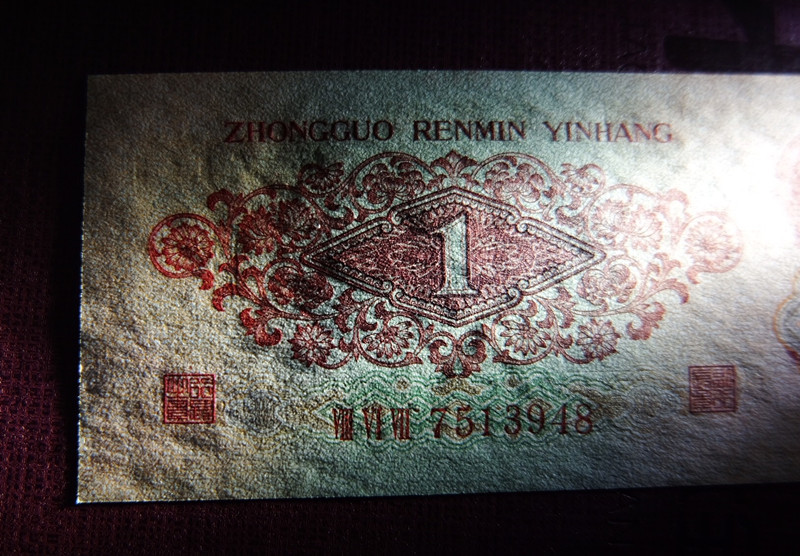 ZHONGGUO RENMIN YINHANG
1
VIII VI VII 7513948